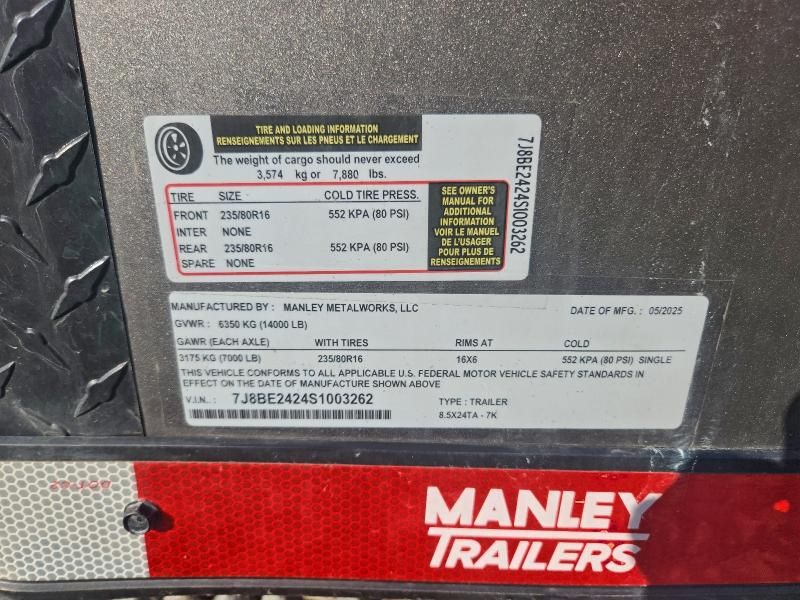 TIRE AND LOADING INFORMATION
RENSEIGNEMENTS SUR LES PNEUS ET LE CHARGEMENT
The weight of cargo should never exceed
3,574 kg or 7,880 lbs.
TIRE SIZE COLD TIRE PRESS.
FRONT 235/80R16 552 KPA (80 PSI)
INTER NONE
REAR 235/80R16 552 KPA (80 PSI)
SPARE NONE
SEE OWNER'S
MANUAL FOR
ADDITIONAL
INFORMATION
VOIR LE MANUEL
DE L'USAGER
POUR PLUS DE
RENSEIGNEMENTS
7J8BE2424S1003262
MANUFACTURED BY : MANLEY METALWORKS, LLC DATE OF MFG. : 05/2025
GVWR : 6350 KG (14000 LB)
GAWR (EACH AXLE) WITH TIRES RIMS AT COLD
3175 KG (7000 LB) 235/80R16 16X6 552 KPA (80 PSI) SINGLE
THIS VEHICLE CONFORMS TO ALL APPLICABLE U.S. FEDERAL MOTOR VEHICLE SAFETY STANDARDS IN
EFFECT ON THE DATE OF MANUFACTURE SHOWN ABOVE
V.I.N.. : 7J8BE2424S1003262 TYPE : TRAILER
8.5X24TA - 7K
DOT-C2
MANLEY
TRAILERS